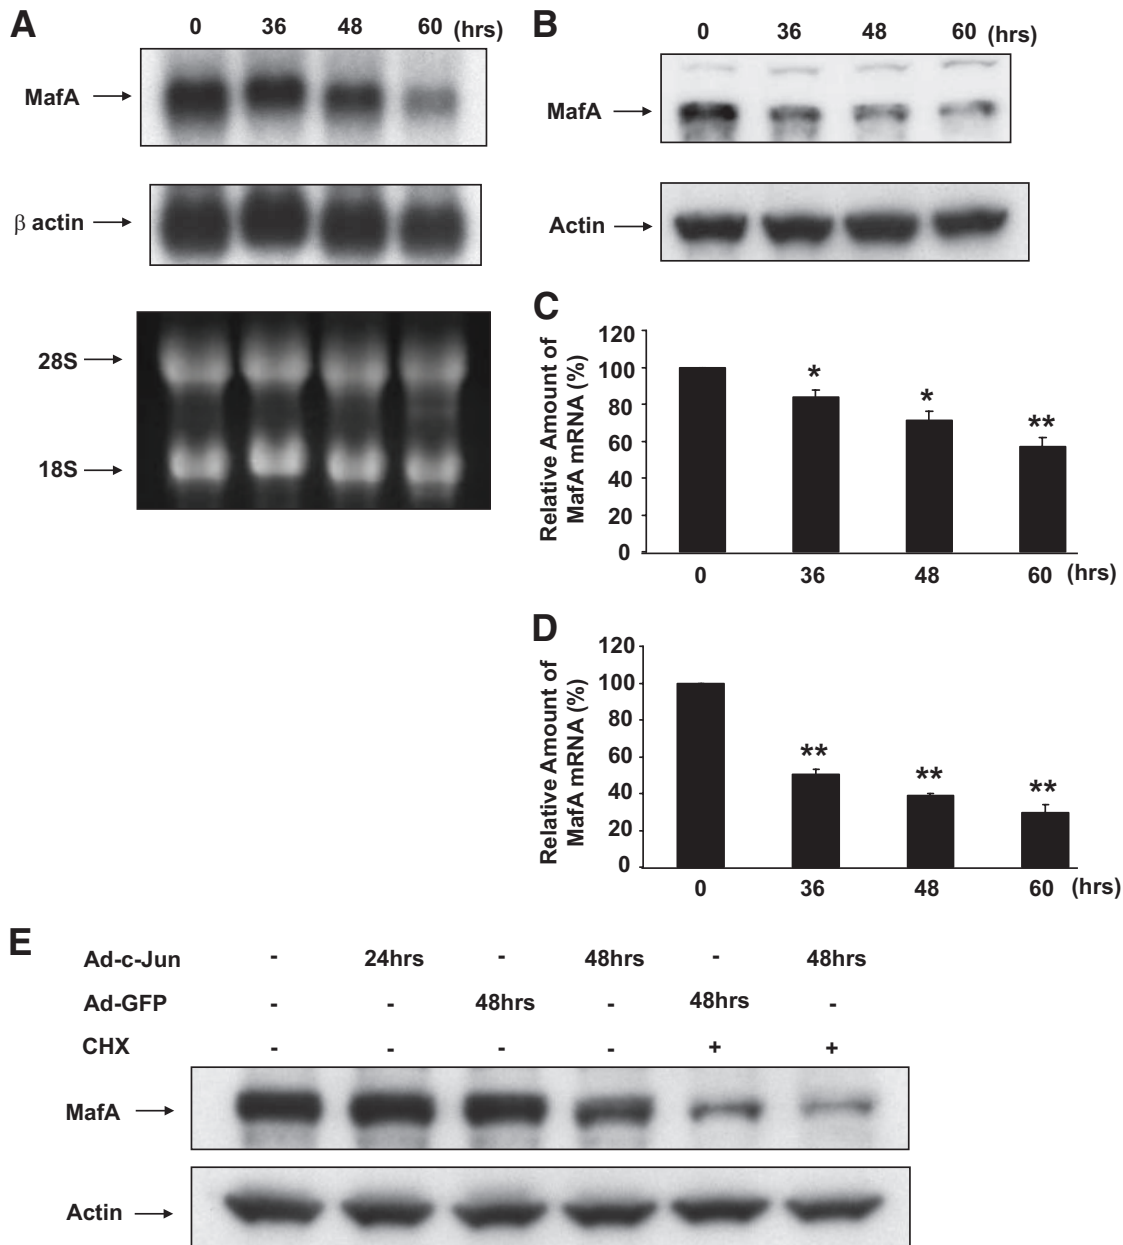 A
0 36 48 60 (hrs)
MafA
β actin
28S
18S
B
0 36 48 60 (hrs)
MafA
Actin
C
Relative Amount of
MafA mRNA (%)
120
100
80
60
40
20
0
*
*
**
0 36 48 60 (hrs)
D
Relative Amount of
MafA mRNA (%)
120
100
80
60
40
20
0
**
**
**
0 36 48 60 (hrs)
E
Ad-c-Jun - 24hrs - 48hrs - 48hrs
Ad-GFP - - 48hrs - 48hrs -
CHX - - - - + +
MafA
Actin